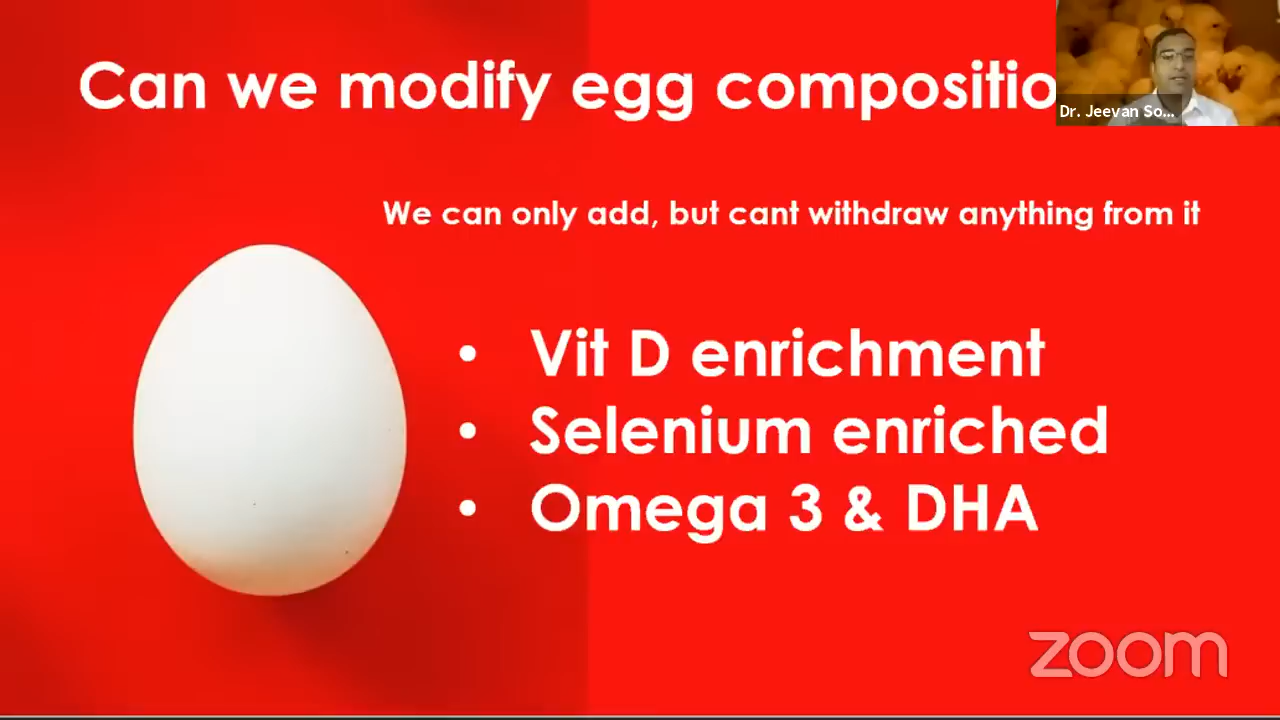 Can we modify egg compositio
Dr. Jeevan So...
We can only add, but cant withdraw anything from it
• Vit D enrichment
• Selenium enriched
• Omega 3 & DHA
zoom